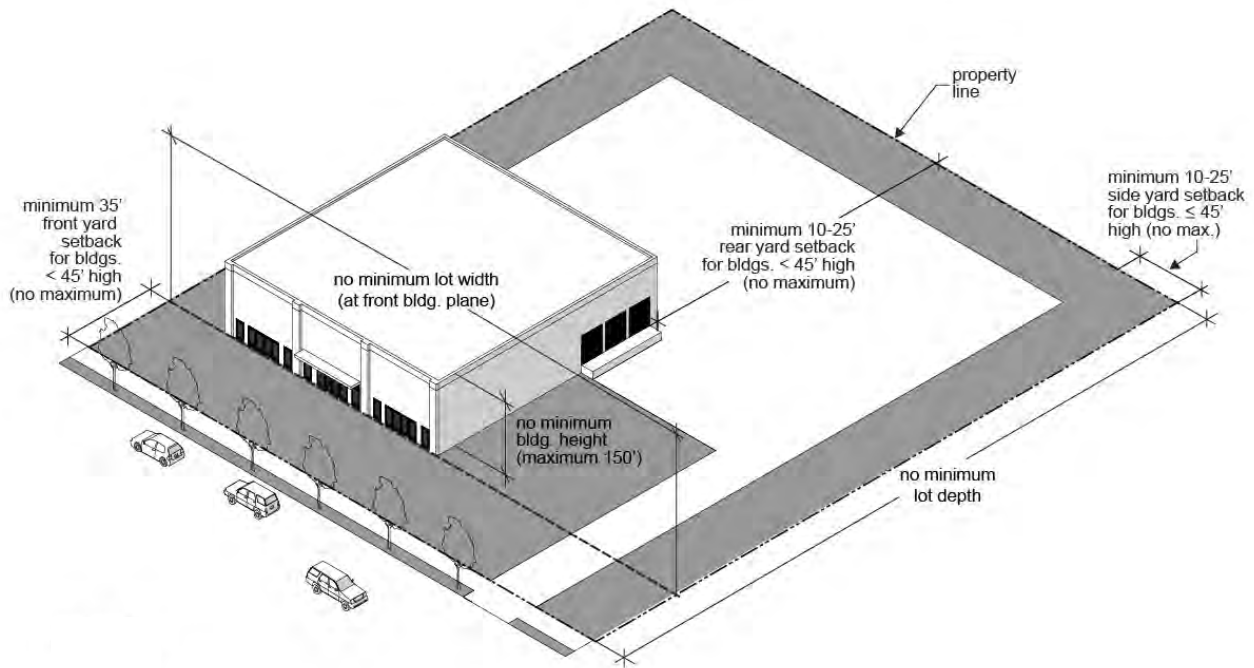 property
line
minimum 10-25'
side yard setback
for bldgs. ≤ 45'
high (no max.)
minimum 35'
front yard
setback
for bldgs.
< 45' high
(no maximum)
minimum 10-25'
rear yard setback
for bldgs. < 45' high
(no maximum)
no minimum lot width
(at front bldg. plane)
no minimum
bldg. height
(maximum 150')
no minimum
lot depth